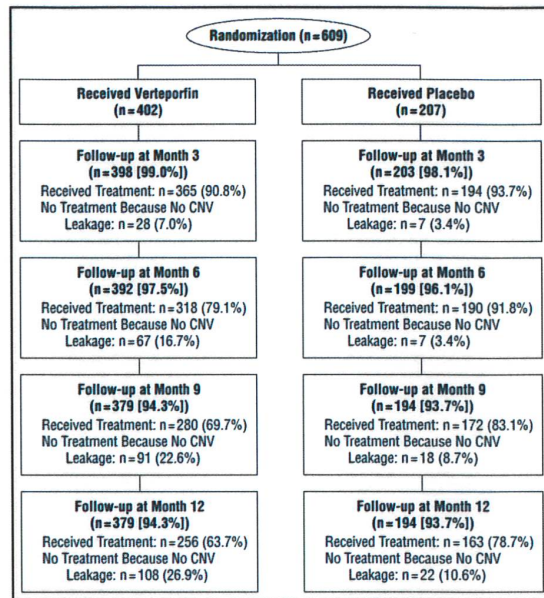 Randomization (n=609)
Received Verteporfin
(n=402)
Follow-up at Month 3
(n=398 [99.0%])
Received Treatment: n=365 (90.8%)
No Treatment Because No CNV
Leakage: n=28 (7.0%)
Follow-up at Month 6
(n=392 [97.5%])
Received Treatment: n=318 (79.1%)
No Treatment Because No CNV
Leakage: n=67 (16.7%)
Follow-up at Month 9
(n=379 [94.3%])
Received Treatment: n=280 (69.7%)
No Treatment Because No CNV
Leakage: n=91 (22.6%)
Follow-up at Month 12
(n=379 [94.3%])
Received Treatment: n=256 (63.7%)
No Treatment Because No CNV
Leakage: n=108 (26.9%)
Received Placebo
(n=207)
Follow-up at Month 3
(n=203 [98.1%])
Received Treatment: n=194 (93.7%)
No Treatment Because No CNV
Leakage: n=7 (3.4%)
Follow-up at Month 6
(n=199 [96.1%])
Received Treatment: n=190 (91.8%)
No Treatment Because No CNV
Leakage: n=7 (3.4%)
Follow-up at Month 9
(n=194 [93.7%])
Received Treatment: n=172 (83.1%)
No Treatment Because No CNV
Leakage: n=18 (8.7%)
Follow-up at Month 12
(n=194 [93.7%])
Received Treatment: n=163 (78.7%)
No Treatment Because No CNV
Leakage: n=22 (10.6%)